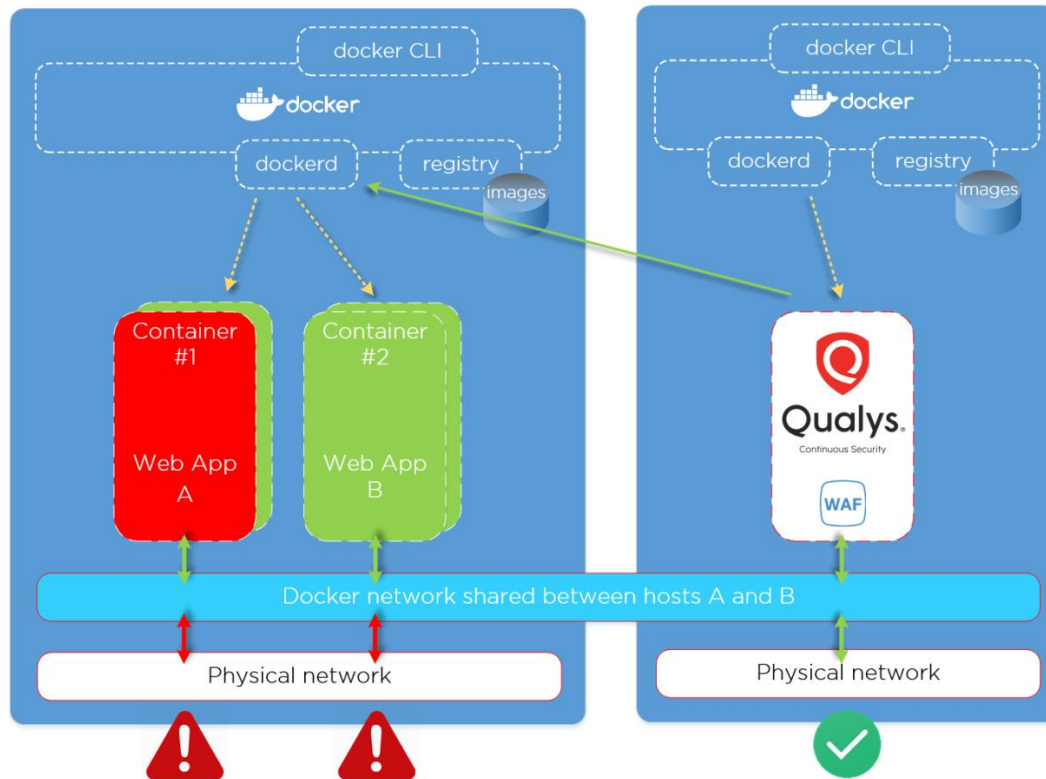 docker CLI
docker
dockerd
registry
images
Container
#1
Web App
A
Container
#2
Web App
B
docker CLI
docker
dockerd
registry
images
Qualys.®
Continuous Security
WAF
Docker network shared between hosts A and B
Physical network
Physical network